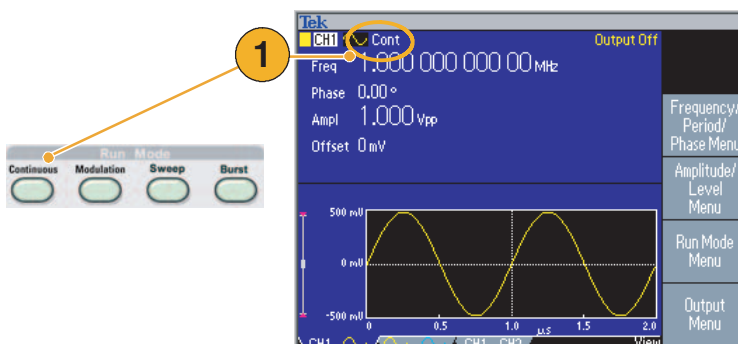 Tek
CH1 Cont Output Off
1
Freq 1.000 000 000 00 MHz
Phase 0.00 °
Ampl 1.000 Vpp
Offset 0 mV
Frequency/
Period/
Phase Menu
Amplitude/
Level
Menu
Run Mode
Menu
Output
Menu
Run Mode
Continuous Modulation Sweep Burst
500 mV
0 mV
-500 mV
0 0.5 1.0 µs 1.5 2.0
CH1 CH1 CH2 View